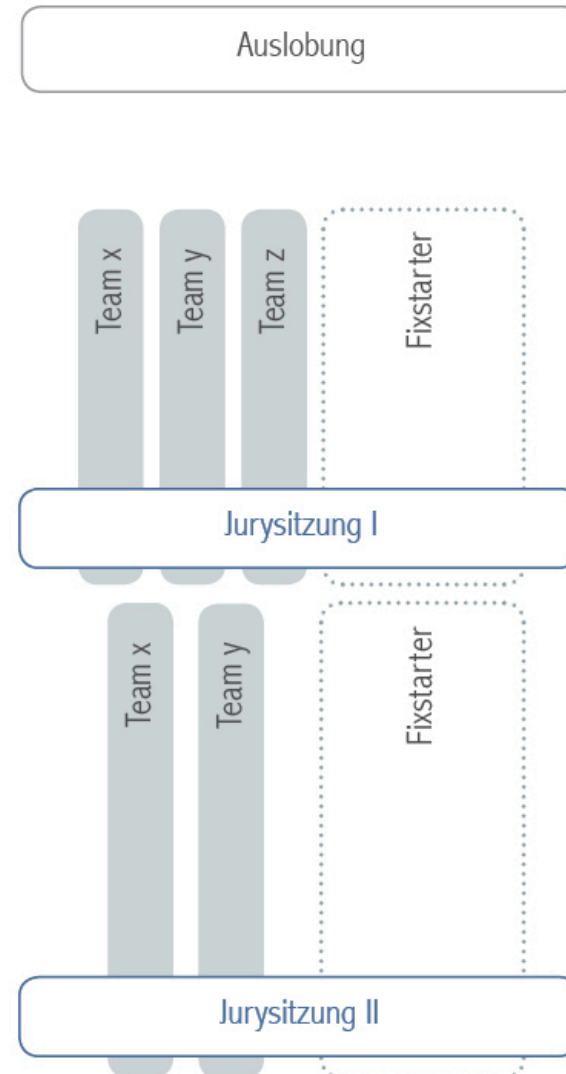 Auslobung
Team x
Team y
Team z
Fixstarter
Jurysitzung I
Team x
Team y
Fixstarter
Jurysitzung II